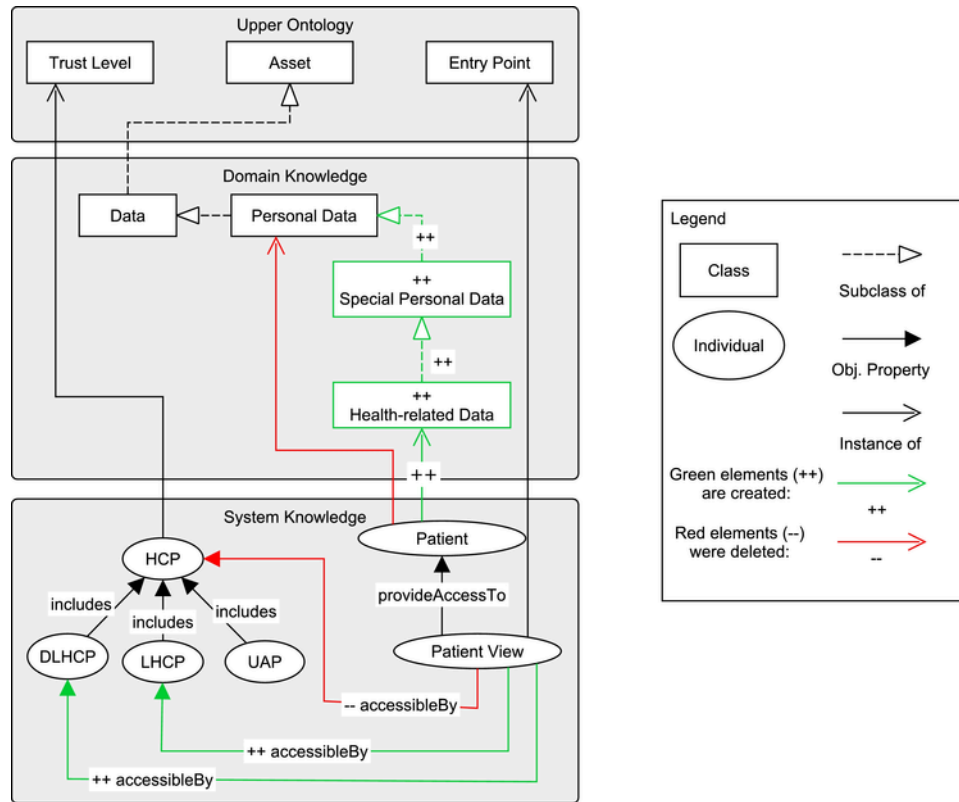 Upper Ontology
Trust Level
Asset
Entry Point
Domain Knowledge
Data
Personal Data
++
++
Special Personal Data
++
++
Health-related Data
++
System Knowledge
Patient
HCP
provideAccessTo
includes
includes
includes
DLHCP
LHCP
UAP
Patient View
-- accessibleBy
++ accessibleBy
++ accessibleBy
Legend
Class
Subclass of
Individual
Obj. Property
Instance of
Green elements (++)
are created:
++
Red elements (--)
were deleted:
--